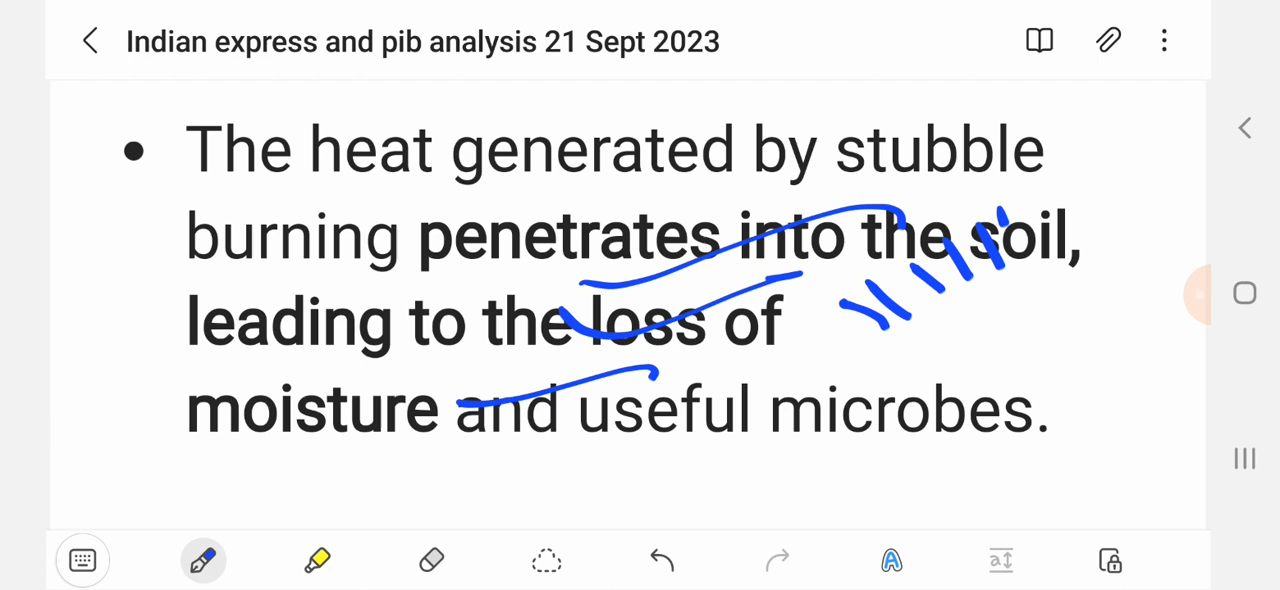 Indian express and pib analysis 21 Sept 2023
• The heat generated by stubble
burning penetrates into the soil,
leading to the loss of
moisture and useful microbes.
A
a